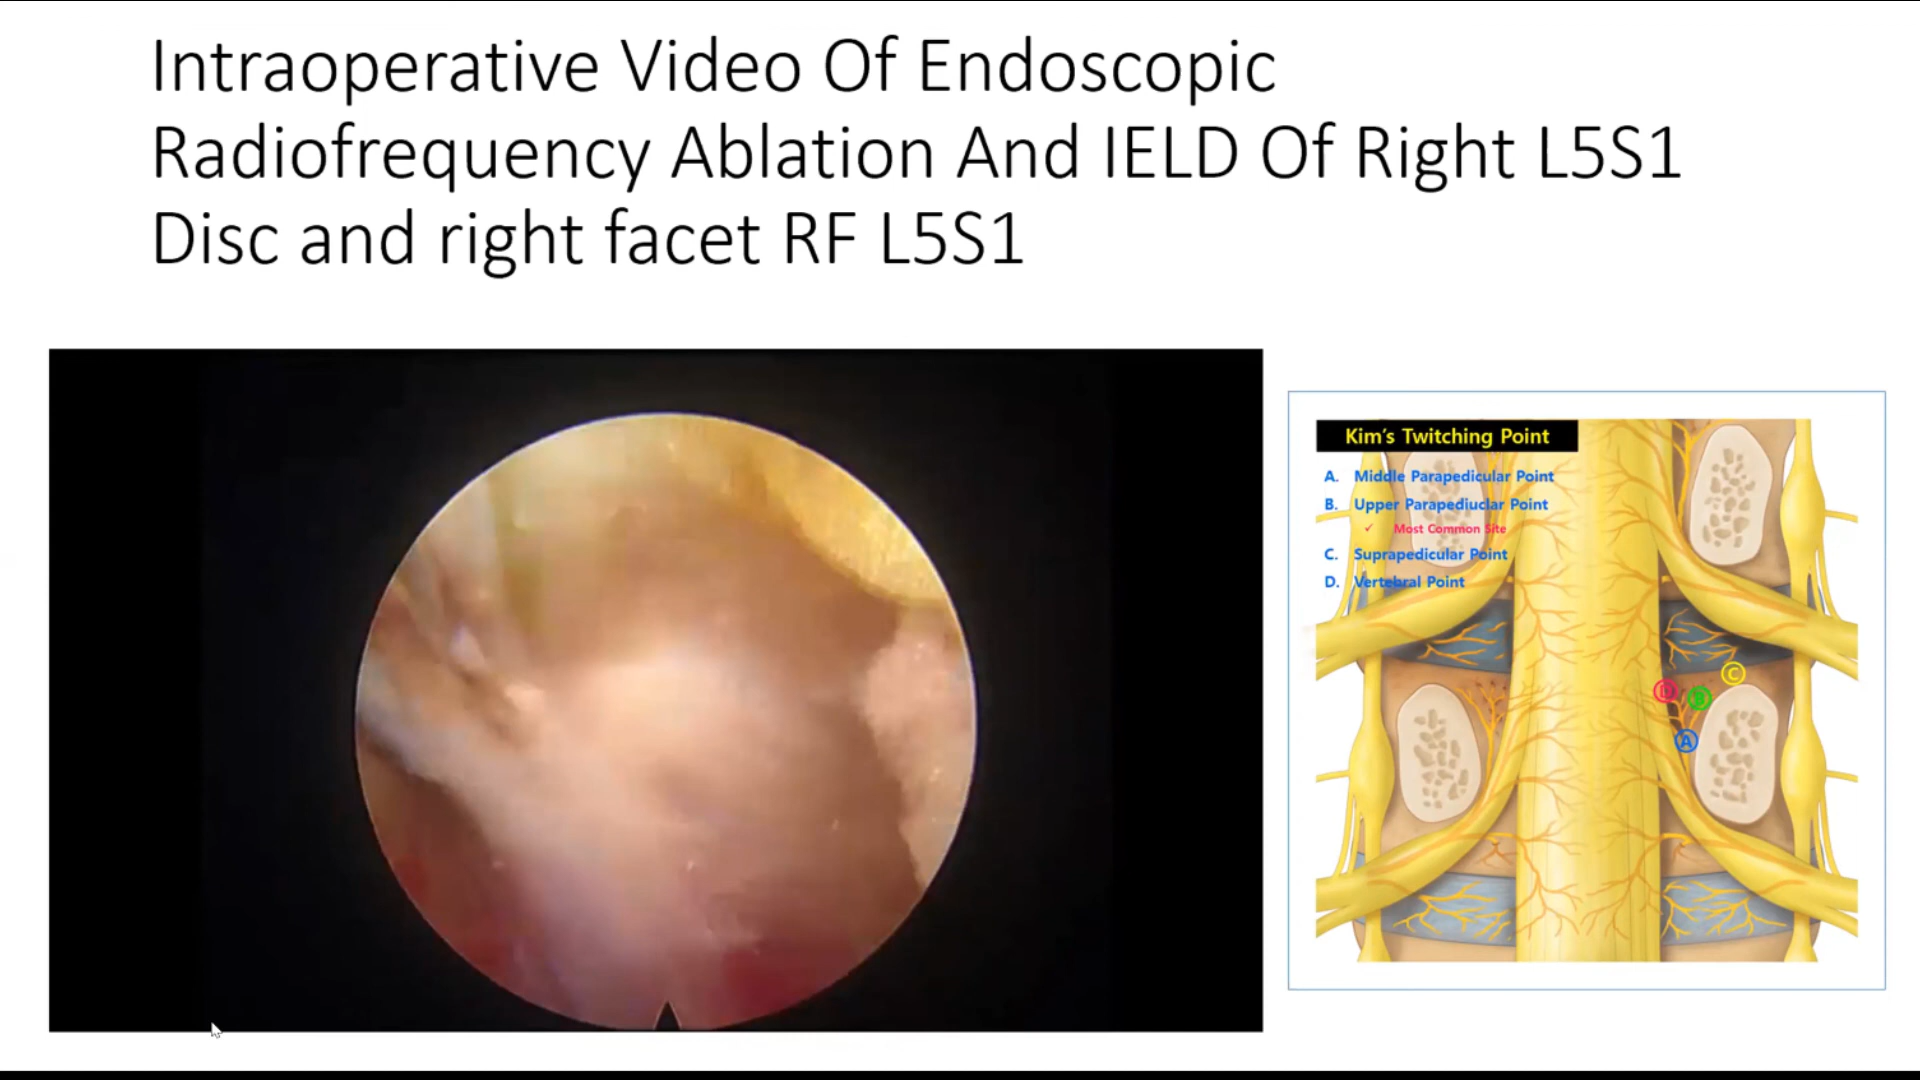 Intraoperative Video Of Endoscopic
Radiofrequency Ablation And IELD Of Right L5S1
Disc and right facet RF L5S1
Kim's Twitching Point
A. Middle Parapedicular Point
B. Upper Parapediuclar Point
✓ Most Common Site
C. Suprapedicular Point
D. Vertebral Point
C
D B
A